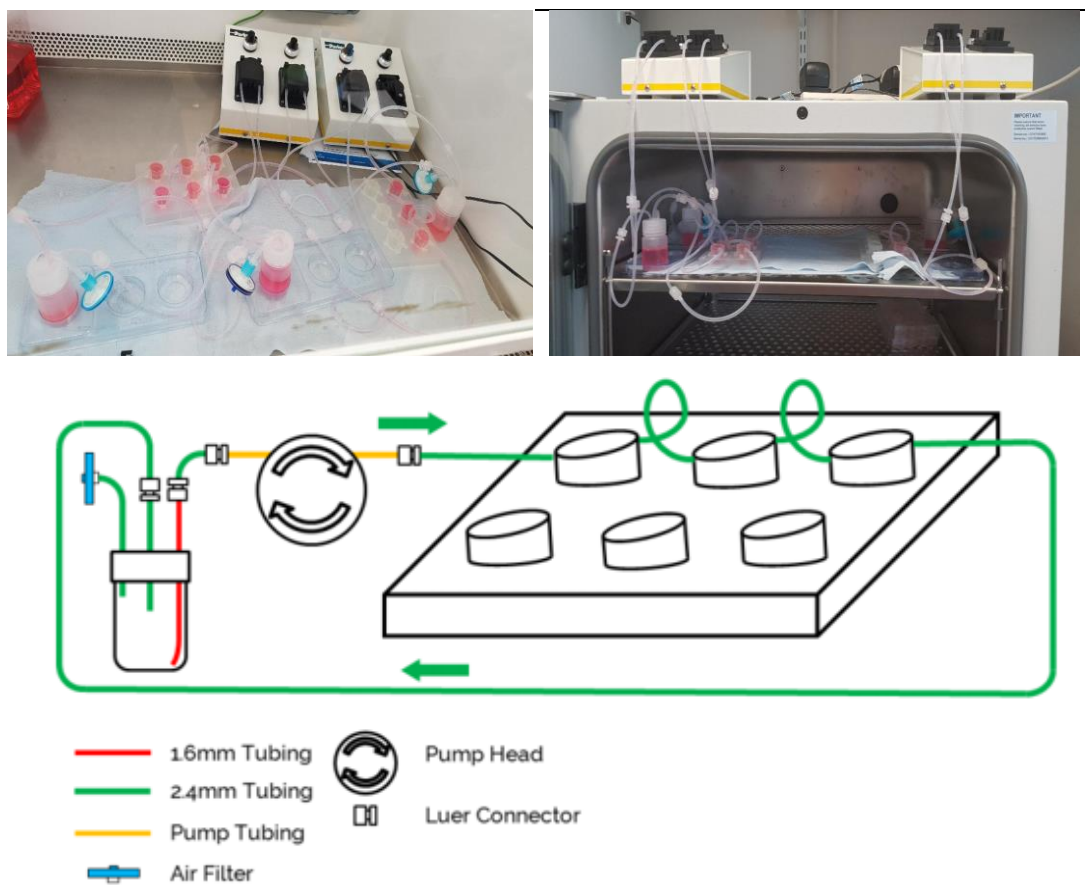 IMPORTANT
1.6mm Tubing
Pump Head
2.4mm Tubing
Luer Connector
Pump Tubing
Air Filter